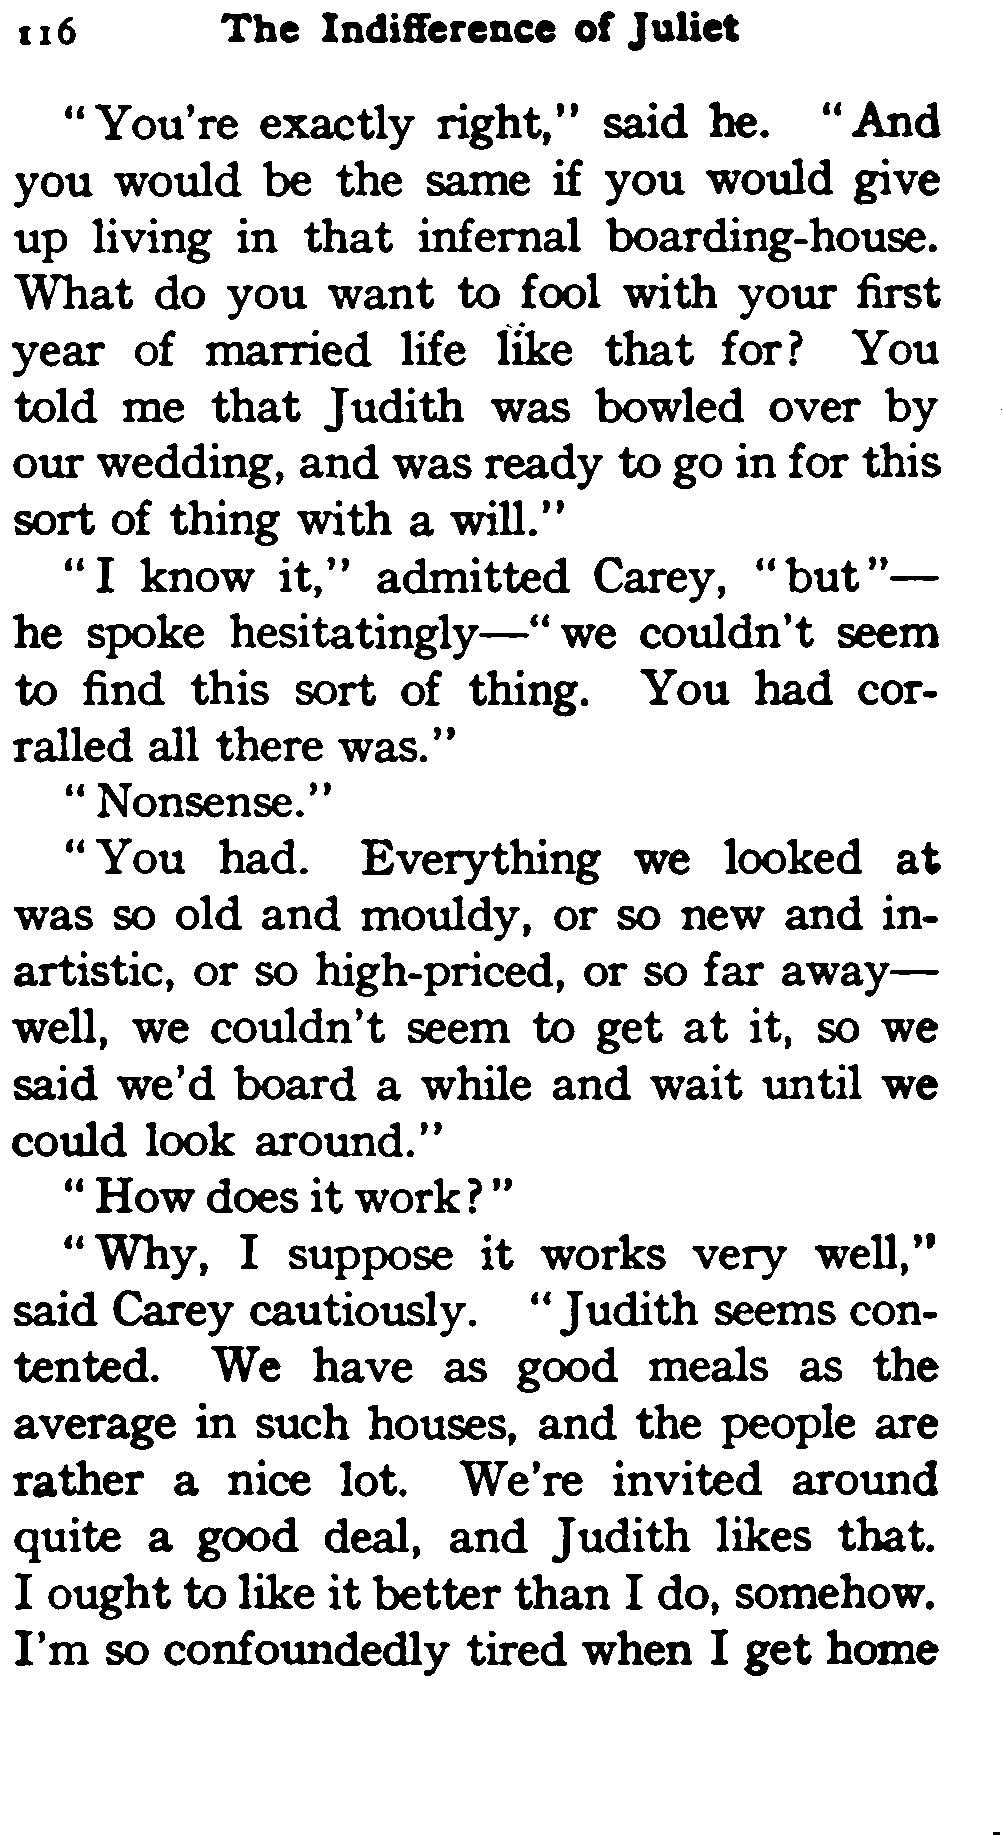 116 The Indifference of Juliet
"You're exactly right," said he. "And
you would be the same if you would give
up living in that infernal boarding-house.
What do you want to fool with your first
year of married life like that for? You
told me that Judith was bowled over by
our wedding, and was ready to go in for this
sort of thing with a will."
"I know it," admitted Carey, "but"—
he spoke hesitatingly—"we couldn't seem
to find this sort of thing. You had cor-
ralled all there was."
"Nonsense."
"You had. Everything we looked at
was so old and mouldy, or so new and in-
artistic, or so high-priced, or so far away—
well, we couldn't seem to get at it, so we
said we'd board a while and wait until we
could look around."
"How does it work?"
"Why, I suppose it works very well,"
said Carey cautiously. "Judith seems con-
tented. We have as good meals as the
average in such houses, and the people are
rather a nice lot. We're invited around
quite a good deal, and Judith likes that.
I ought to like it better than I do, somehow.
I'm so confoundedly tired when I get home